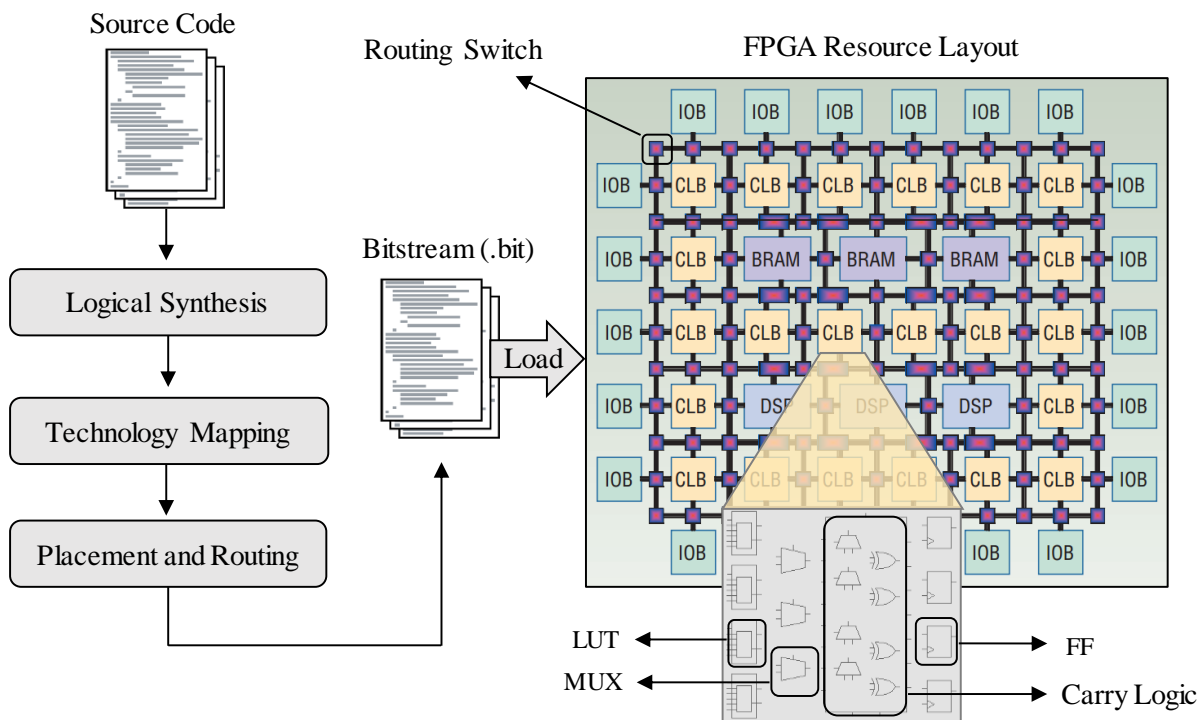 Source Code
Routing Switch
FPGA Resource Layout
IOB IOB IOB IOB IOB IOB
IOB CLB CLB CLB CLB CLB CLB IOB
Bitstream (.bit)
IOB CLB BRAM BRAM BRAM CLB IOB
Logical Synthesis
IOB CLB CLB CLB CLB CLB CLB IOB
Load
IOB CLB DSP DSP DSP CLB IOB
Technology Mapping
IOB CLB CLB CLB CLB CLB CLB IOB
Placement and Routing
IOB IOB IOB
LUT
FF
MUX
Carry Logic